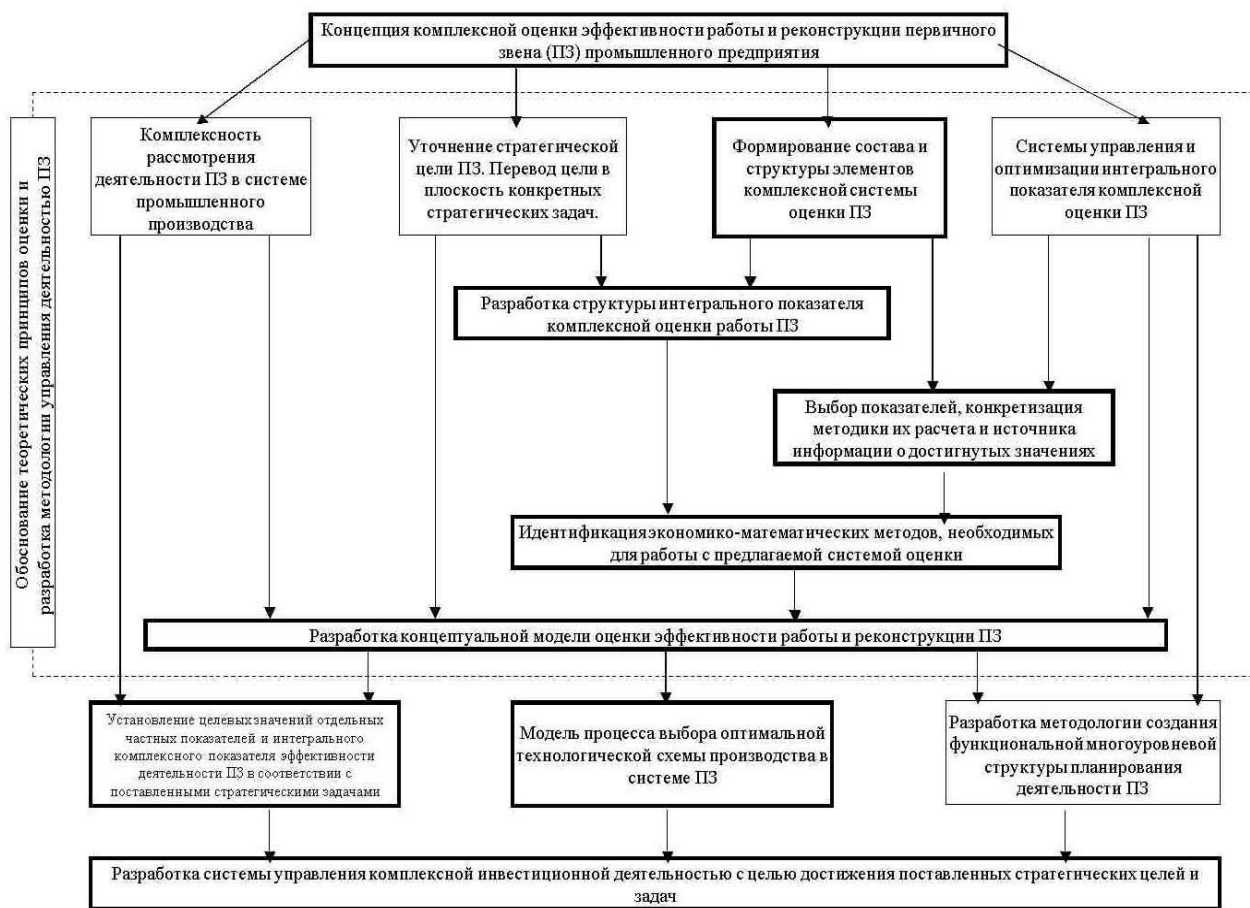 Концепция комплексной оценки эффективности работы и реконструкции первичного
звена (ПЗ) промышленного предприятия
Обоснование теоретических принципов оценки и
разработка методологии управления деятельностью ПЗ
Комплексность
рассмотрения
деятельности ПЗ в системе
промышленного
производства
Уточнение стратегической
цели ПЗ. Перевод цели в
плоскость конкретных
стратегических задач.
Формирование состава и
структуры элементов
комплексной системы
оценки ПЗ
Системы управления и
оптимизации интегрального
показателя комплексной
оценки ПЗ
Разработка структуры интегрального показателя
комплексной оценки работы ПЗ
Выбор показателей, конкретизация
методики их расчета и источника
информации о достигнутых значениях
Идентификация экономико-математических методов, необходимых
для работы с предлагаемой системой оценки
Разработка концептуальной модели оценки эффективности работы и реконструкции ПЗ
Установление целевых значений отдельных
частных показателей и интегрального
комплексного показателя эффективности
деятельности ПЗ в соответствии с
поставленными стратегическими задачами
Модель процесса выбора оптимальной
технологической схемы производства в
системе ПЗ
Разработка методологии создания
функциональной многоуровневой
структуры планирования
деятельности ПЗ
Разработка системы управления комплексной инвестиционной деятельностью с целью достижения поставленных стратегических целей и
задач